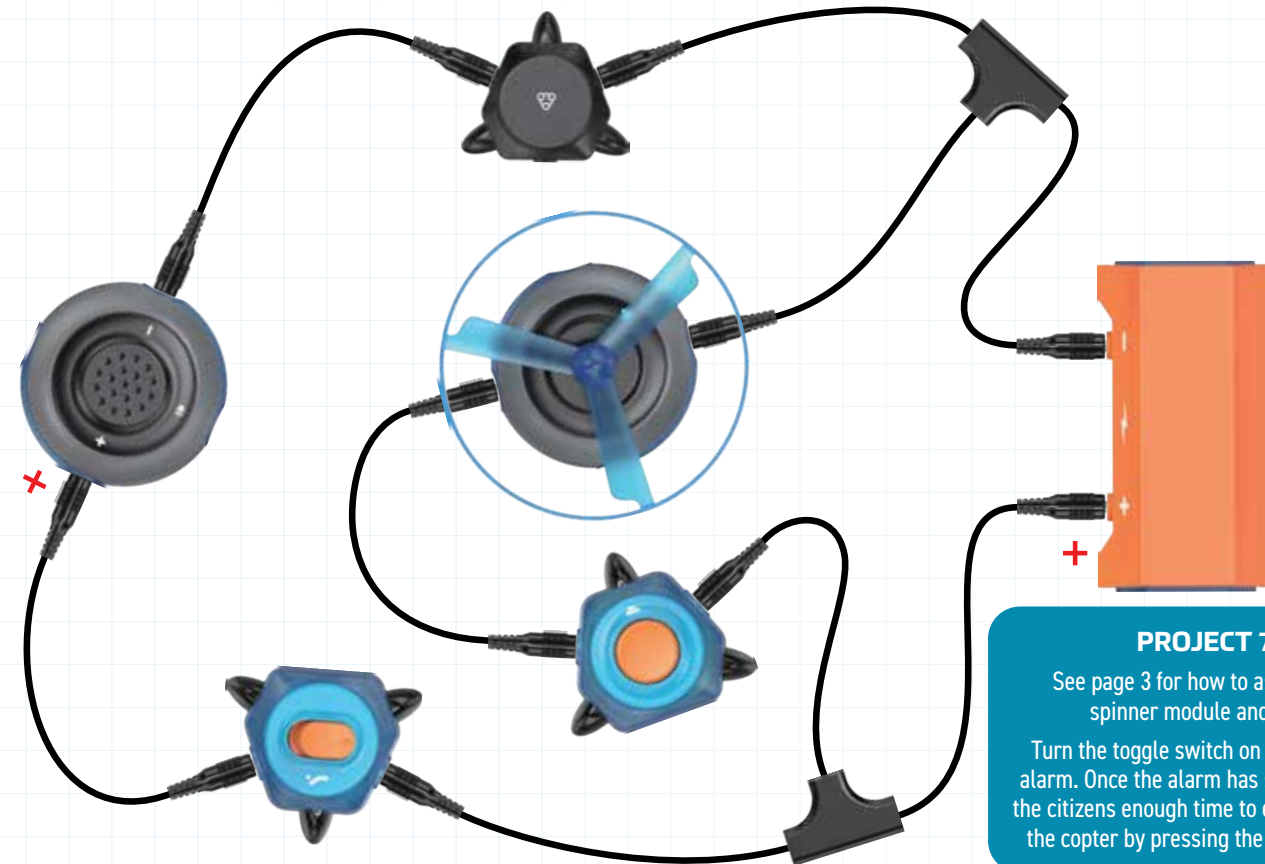 +
+
PROJECT 7
See page 3 for how to a
spinner module and
Turn the toggle switch on
alarm. Once the alarm has
the citizens enough time to
the copter by pressing the